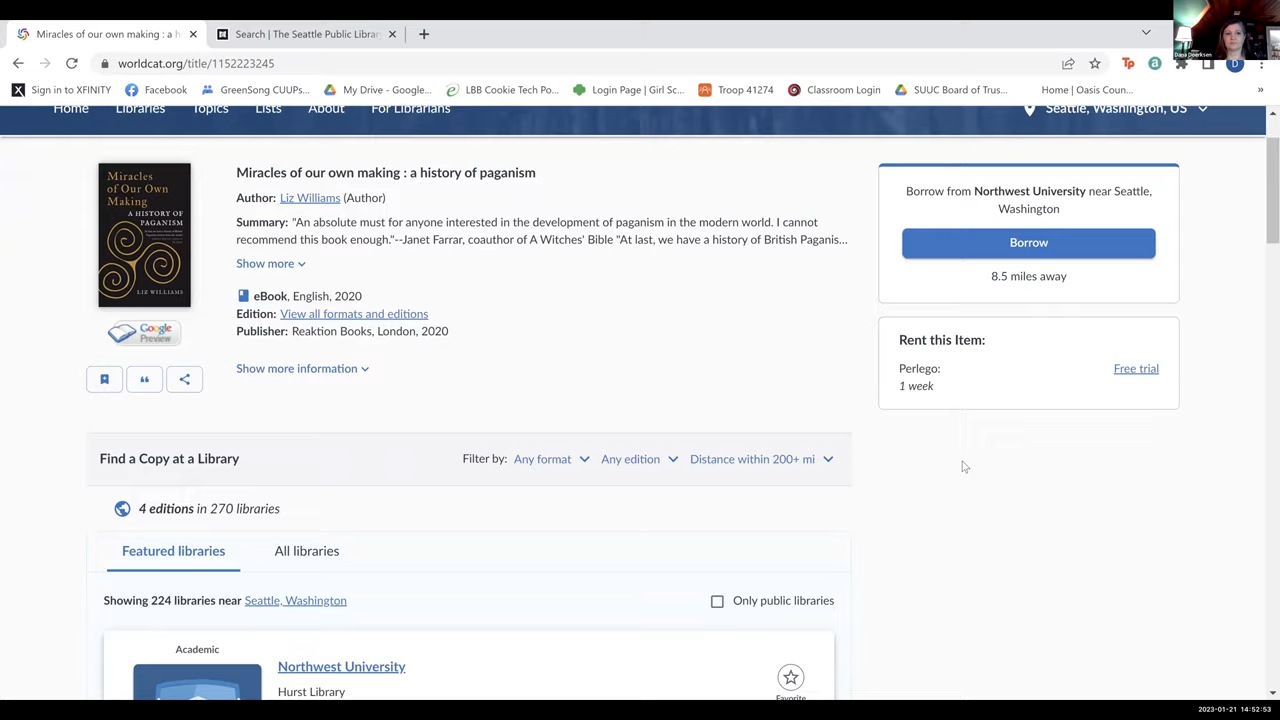 Miracles of our own making : a h
Search | The Seattle Public Librar
worldcat.org/title/1152223245
Sign in to XFINITY
Facebook
GreenSong CUUPs...
My Drive - Google...
LBB Cookie Tech Po...
Login Page | Girl Sc...
Troop 41274
Classroom Login
SUUC Board of Trus...
Home | Oasis Coun...
»
Home
Libraries
Topics
Lists
About
For Librarians
Seattle, Washington, US
Miracles
of Our Own
Making
A HISTORY OF
PAGANISM
LIZ WILLIAMS
Google
Preview
Miracles of our own making : a history of paganism
Author: Liz Williams (Author)
Summary: "An absolute must for anyone interested in the development of paganism in the modern world. I cannot
recommend this book enough."--Janet Farrar, coauthor of A Witches' Bible "At last, we have a history of British Paganis...
Show more
eBook, English, 2020
Edition: View all formats and editions
Publisher: Reaktion Books, London, 2020
Show more information
Borrow from Northwest University near Seattle,
Washington
Borrow
8.5 miles away
Rent this Item:
Perlego:
Free trial
1 week
Find a Copy at a Library
Filter by: Any format Any edition Distance within 200+ mi
4 editions in 270 libraries
Featured libraries
All libraries
Showing 224 libraries near Seattle, Washington
Only public libraries
Academic
Northwest University
Hurst Library
Favorite
2023-01-21 14:52:53